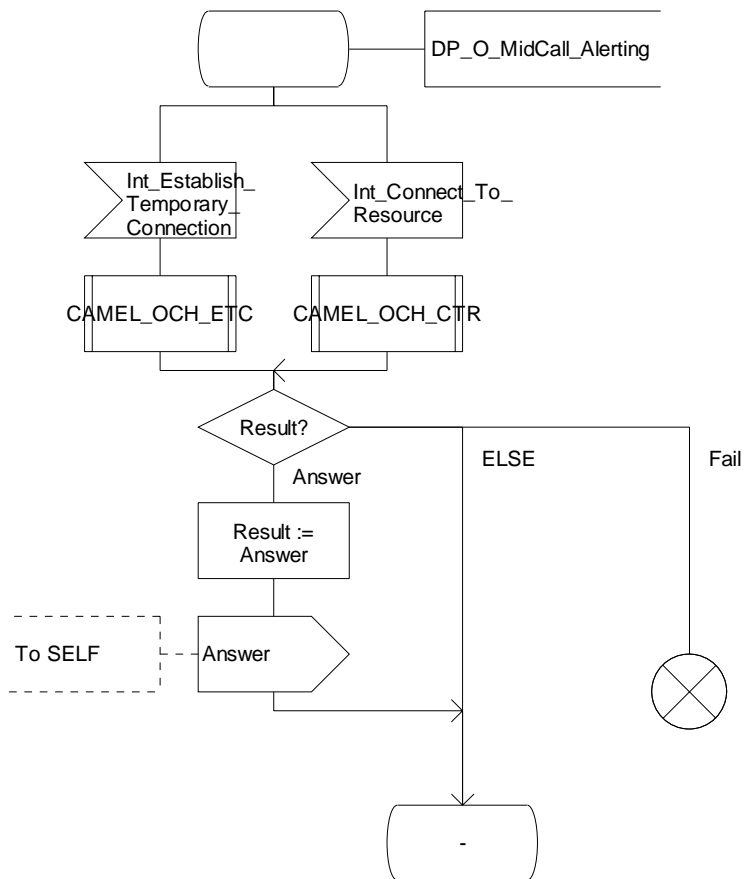 DP_O_MidCall_Alerting
Int_Establish_
Temporary_
Connection
Int_Connect_To_
Resource
CAMEL_OCH_ETC
CAMEL_OCH_CTR
Result?
ELSE
Fail
Answer
Result :=
Answer
To SELF
Answer
-